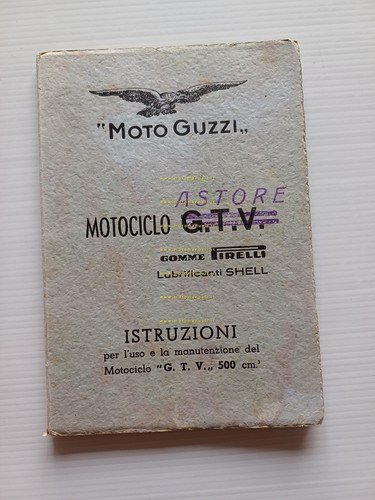 "MOTO GUZZI„
ASTORE
MOTOCICLO G.T.V.
GOMME PIRELLI
Lubrificanti SHELL
ISTRUZIONI
per l'uso e la manutenzione del
Motociclo "G. T. V.„ 500 cm.³